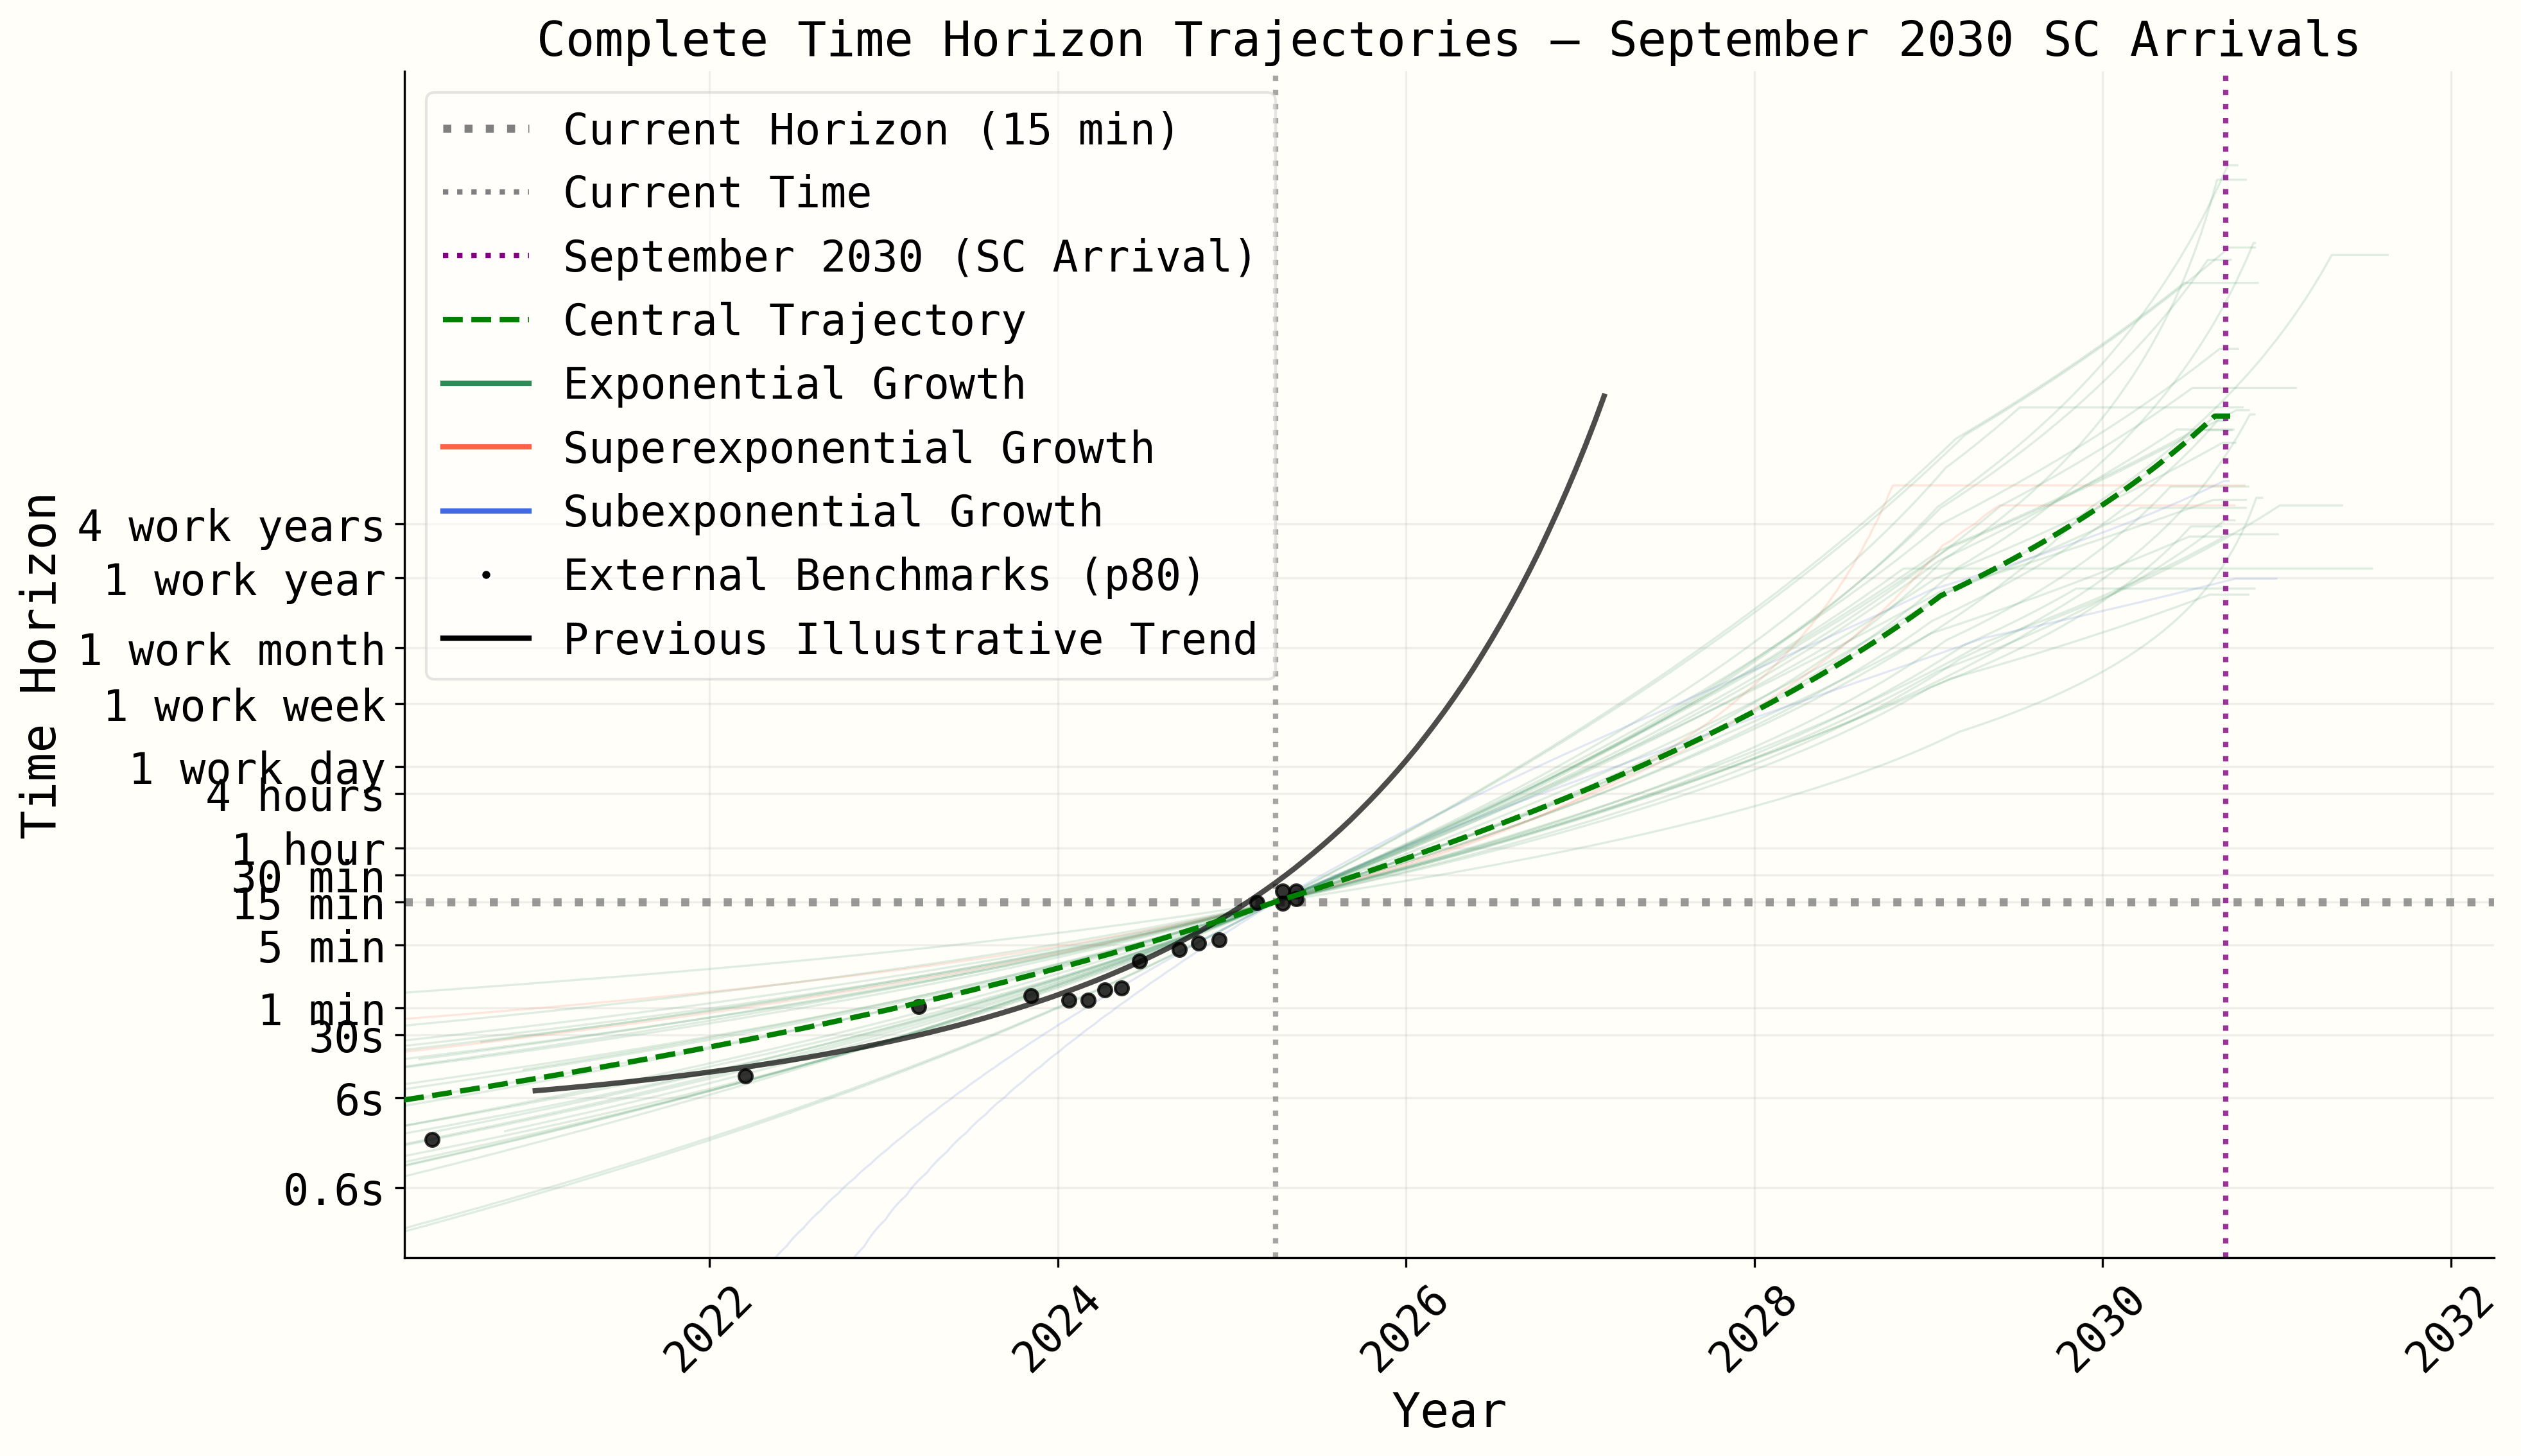 Complete Time Horizon Trajectories — September 2030 SC Arrivals
Current Horizon (15 min)
Current Time
September 2030 (SC Arrival)
Central Trajectory
Exponential Growth
Superexponential Growth
Subexponential Growth
External Benchmarks (p80)
Previous Illustrative Trend
Time Horizon
4 work years
1 work year
1 work month
1 work week
1 work day
4 hours
1 hour
30 min
15 min
5 min
1 min
30s
6s
0.6s
2022
2024
2026
2028
2030
2032
Year